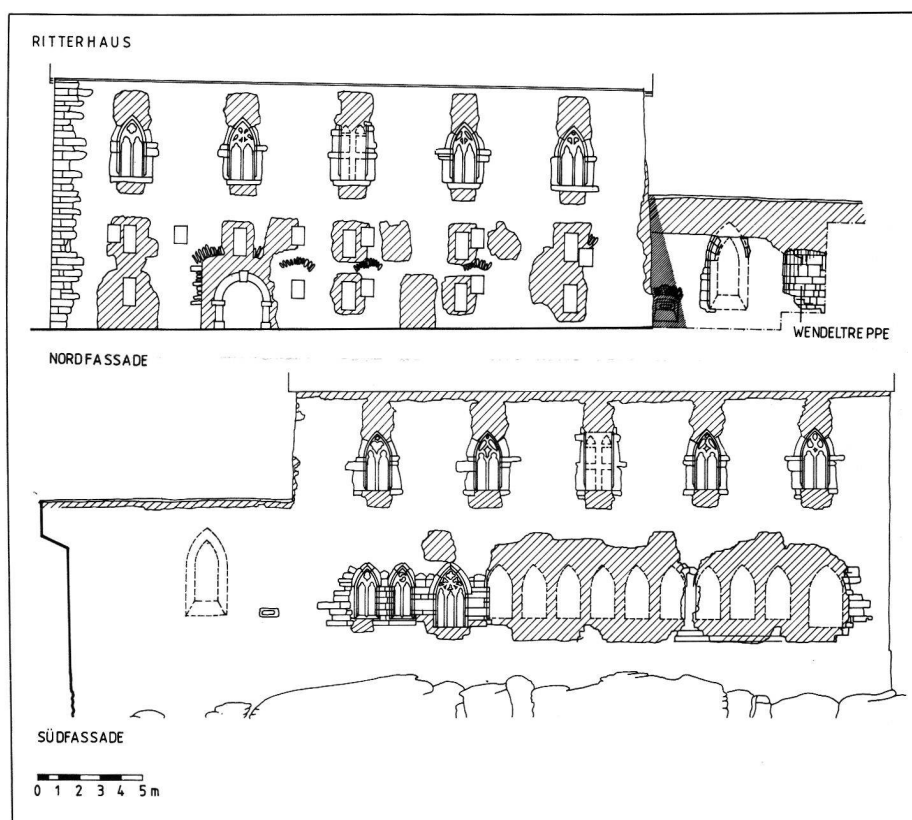 RITTERHAUS
WENDELTREPPE
NORDFASSADE
SÜDFASSADE
0 1 2 3 4 5m